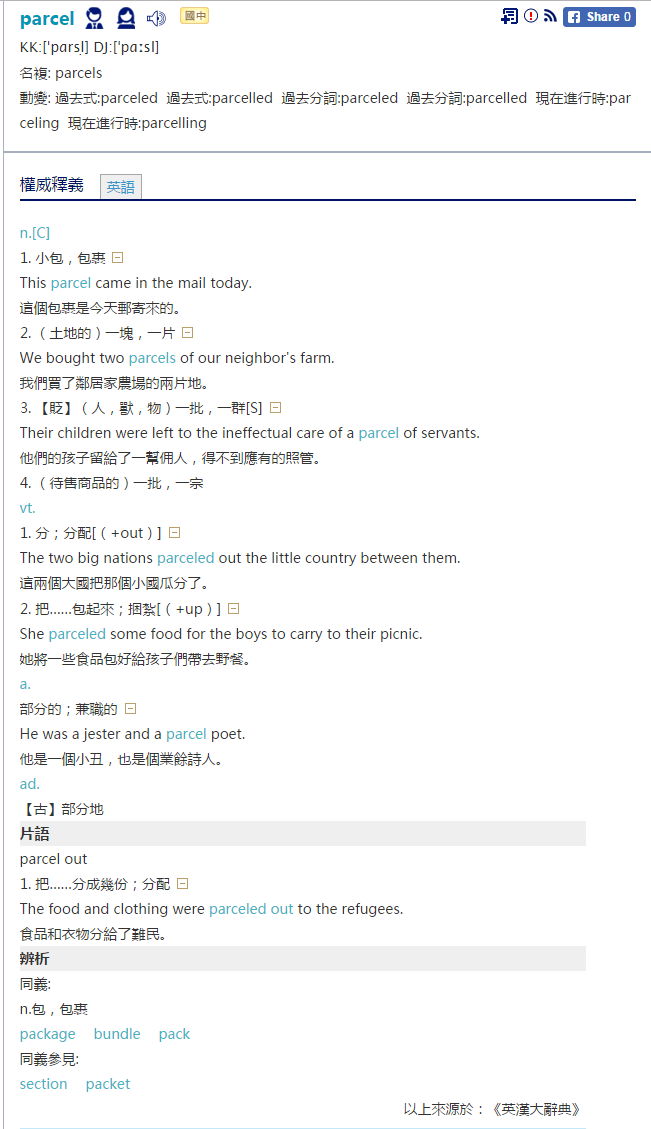 parcel 國中 Share 0
KK:[ˈpɑrsl̩] DJ:[ˈpɑːsl]
名複: parcels
動變: 過去式:parceled 過去式:parcelled 過去分詞:parceled 過去分詞:parcelled 現在進行時:par
celing 現在進行時:parcelling
權威釋義 英語
n.[C]
1. 小包，包裹
This parcel came in the mail today.
這個包裹是今天郵寄來的。
2. （土地的）一塊，一片
We bought two parcels of our neighbor's farm.
我們買了鄰居家農場的兩片地。
3. 【貶】（人，獸，物）一批，一群[S]
Their children were left to the ineffectual care of a parcel of servants.
他們的孩子留給了一幫佣人，得不到應有的照管。
4. （待售商品的）一批，一宗
vt.
1. 分；分配[（+out）]
The two big nations parceled out the little country between them.
這兩個大國把那個小國瓜分了。
2. 把......包起來；捆紮[（+up）]
She parceled some food for the boys to carry to their picnic.
她將一些食品包好給孩子們帶去野餐。
a.
部分的；兼職的
He was a jester and a parcel poet.
他是一個小丑，也是個業餘詩人。
ad.
【古】部分地
片語
parcel out
1. 把......分成幾份；分配
The food and clothing were parceled out to the refugees.
食品和衣物分給了難民。
辨析
同義:
n.包，包裹
package bundle pack
同義參見:
section packet
以上來源於：《英漢大辭典》